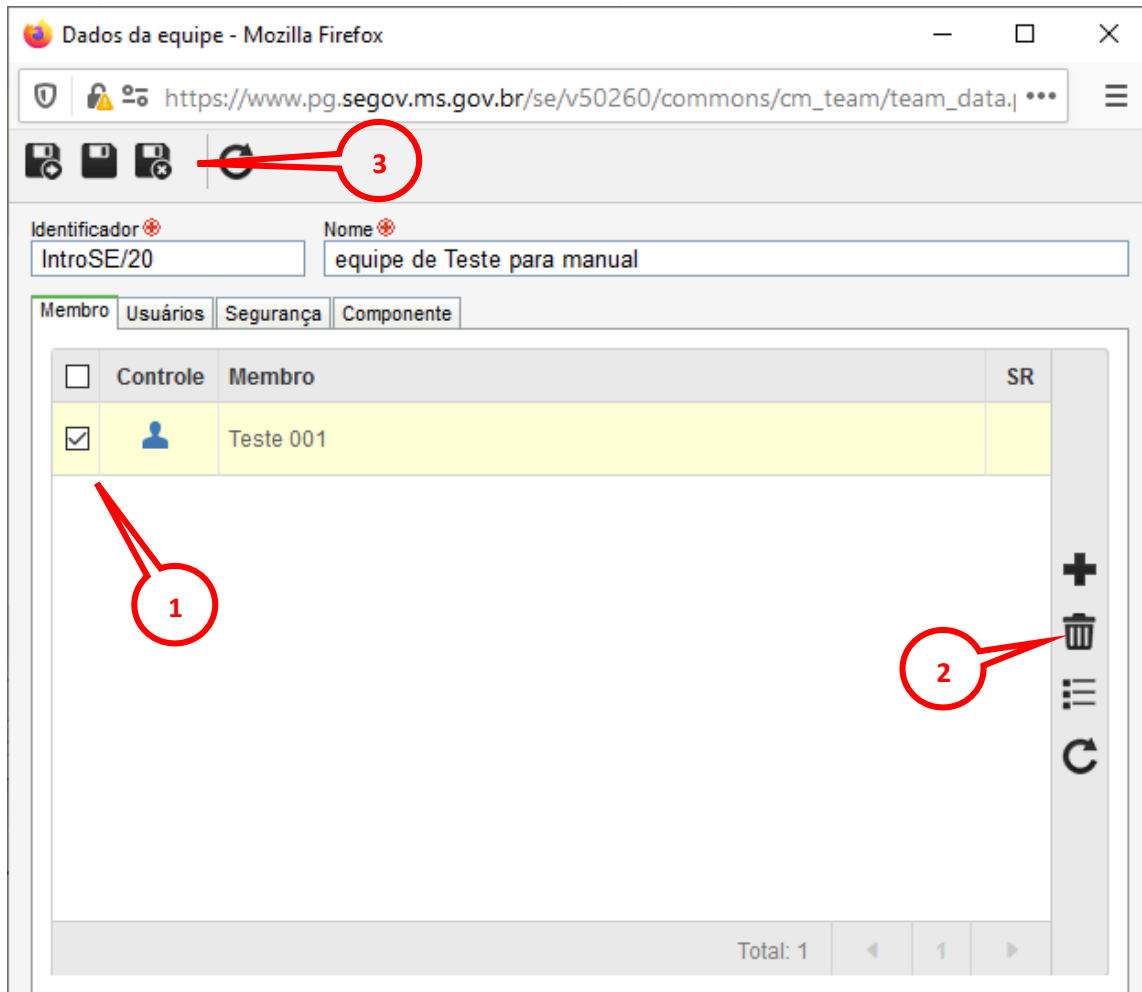 Dados da equipe - Mozilla Firefox
https://www.pg.segov.ms.gov.br/se/v50260/commons/cm_team/team_data.
3
Identificador Nome
IntroSE/20 equipe de Teste para manual
Membro Usuários Segurança Componente
Controle Membro SR
Teste 001
1
2
Total: 1 1